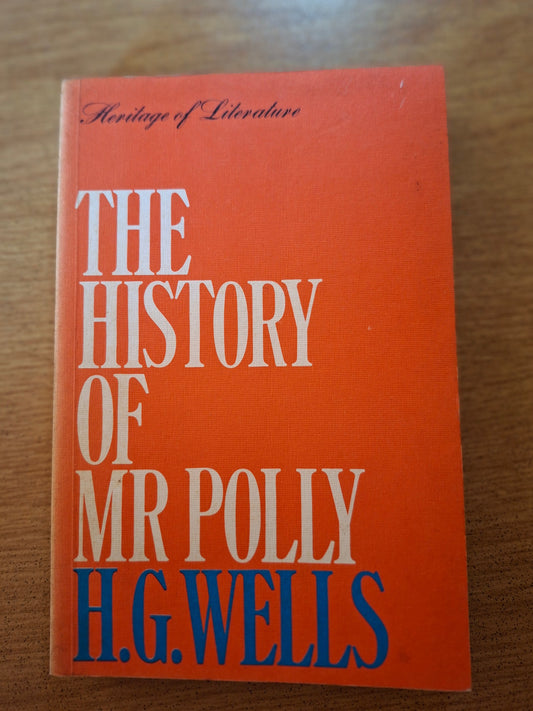 Heritage of Literature
THE
HISTORY
OF
MR POLLY
H.G.WELLS